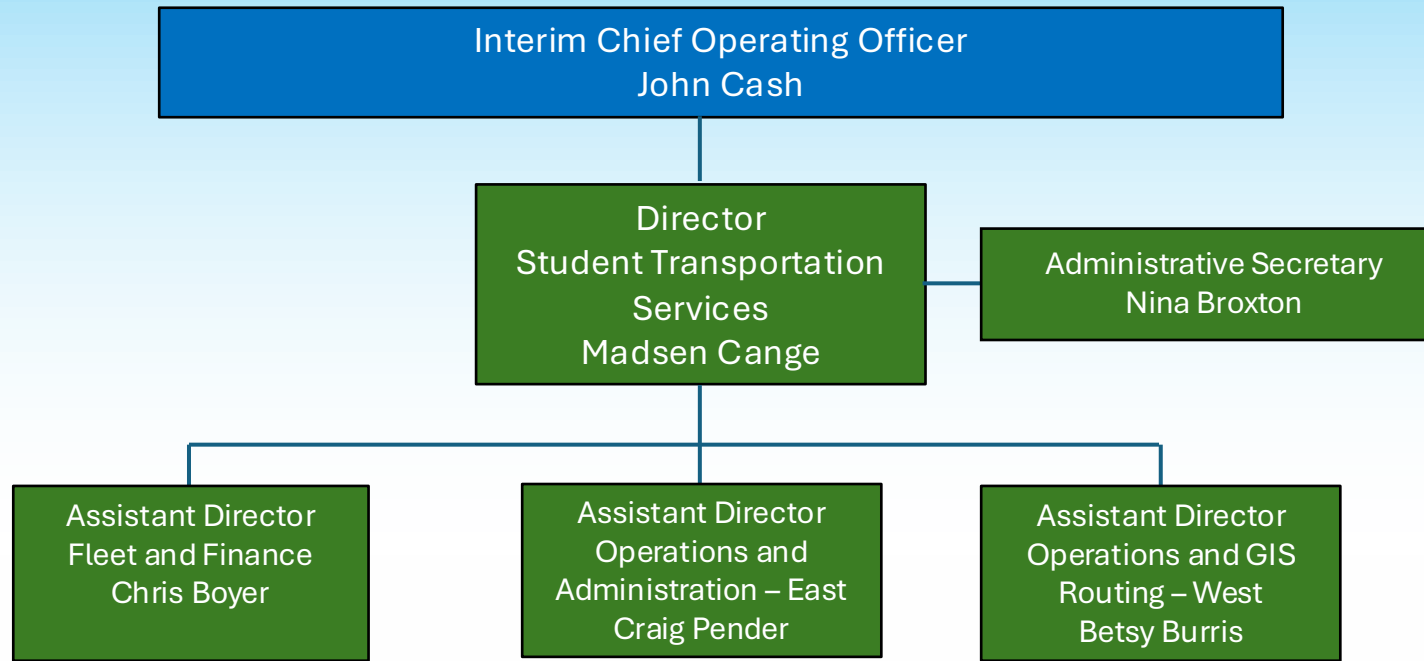 Interim Chief Operating Officer
John Cash
Director
Student Transportation
Services
Madsen Cange
Administrative Secretary
Nina Broxton
Assistant Director
Fleet and Finance
Chris Boyer
Assistant Director
Operations and
Administration – East
Craig Pender
Assistant Director
Operations and GIS
Routing – West
Betsy Burris